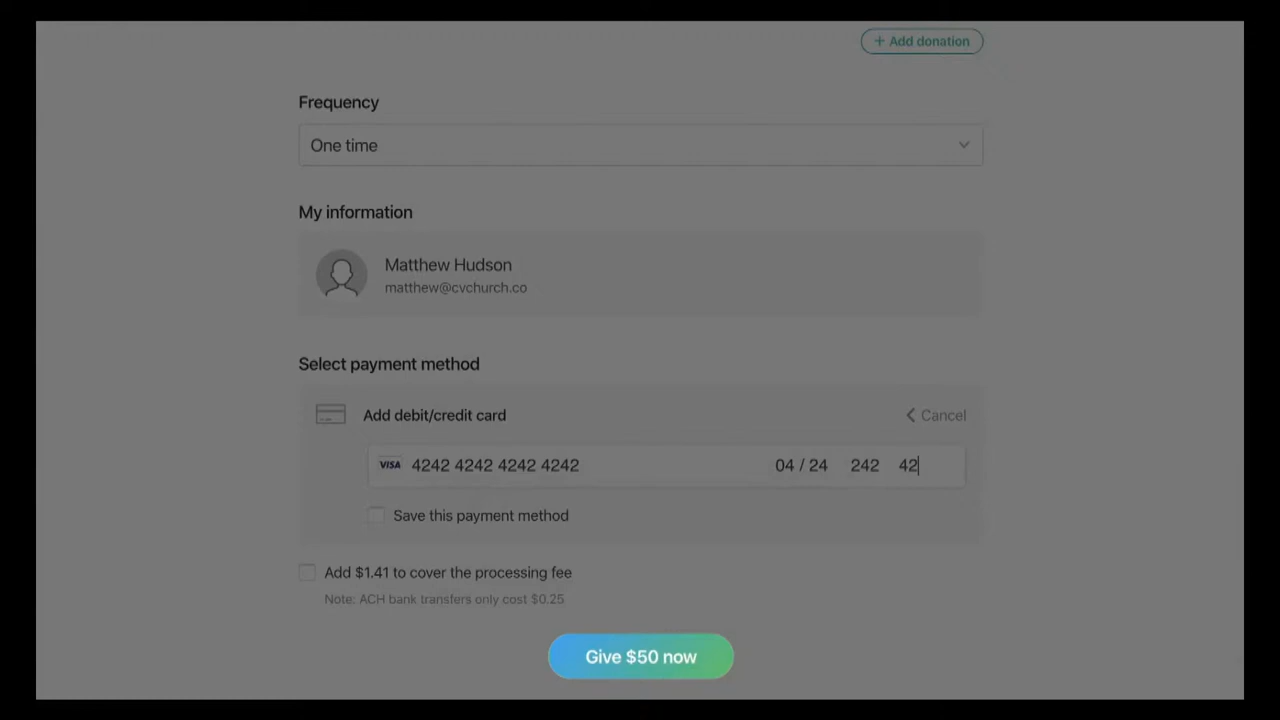 + Add donation
Frequency
One time
My information
Matthew Hudson
matthew@cvchurch.co
Select payment method
Add debit/credit card
Cancel
VISA 4242 4242 4242 4242 04 / 24 242 42
Save this payment method
Add $1.41 to cover the processing fee
Note: ACH bank transfers only cost $0.25
Give $50 now